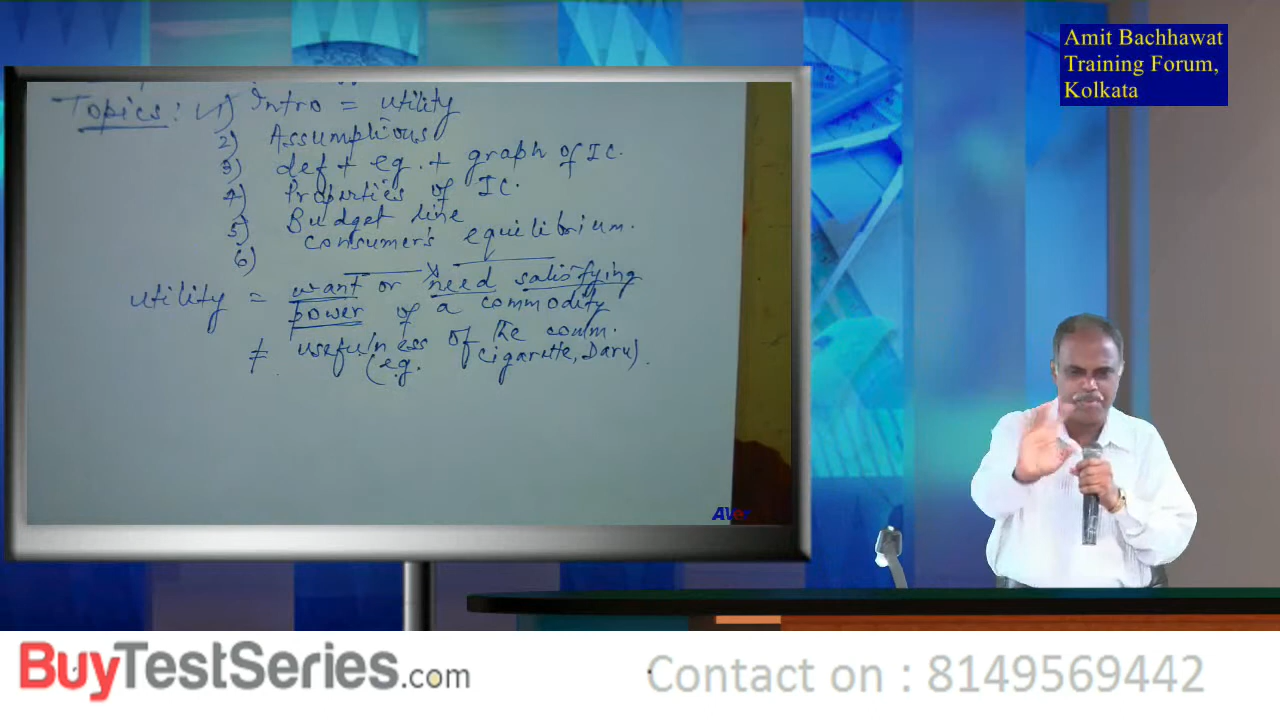 Amit Bachhawat
Training Forum,
Kolkata
Topics : 1) Intro = utility
2) Assumptions
3) def + eg. + graph of IC.
4) Properties of IC.
5) Budget line
6) consumer's equilibrium.
utility = want or need satisfying
power of a commodity
≠ usefulness of the comm.
(eg. cigarette, Daru).
AVer
BuyTestSeries.com
Contact on : 8149569442